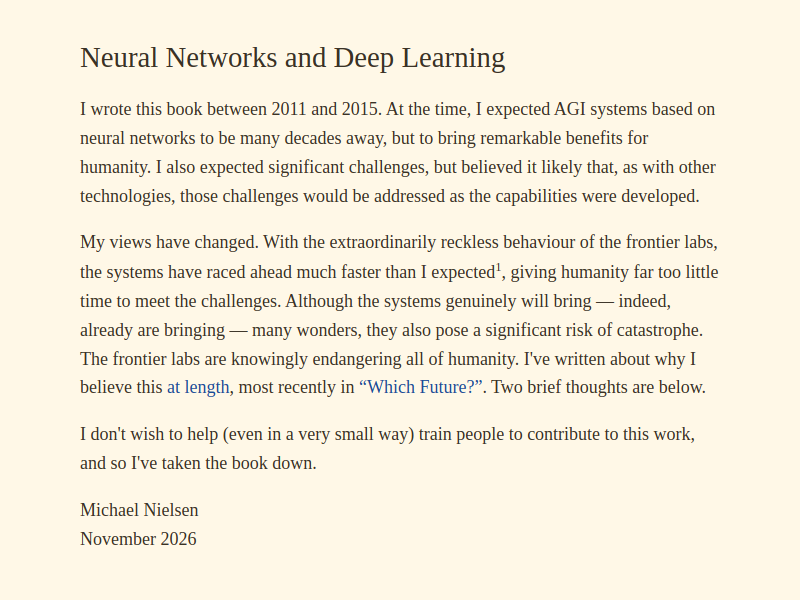 Neural Networks and Deep Learning
I wrote this book between 2011 and 2015. At the time, I expected AGI systems based on
neural networks to be many decades away, but to bring remarkable benefits for
humanity. I also expected significant challenges, but believed it likely that, as with other
technologies, those challenges would be addressed as the capabilities were developed.
My views have changed. With the extraordinarily reckless behaviour of the frontier labs,
the systems have raced ahead much faster than I expected¹, giving humanity far too little
time to meet the challenges. Although the systems genuinely will bring — indeed,
already are bringing — many wonders, they also pose a significant risk of catastrophe.
The frontier labs are knowingly endangering all of humanity. I've written about why I
believe this at length, most recently in “Which Future?”. Two brief thoughts are below.
I don't wish to help (even in a very small way) train people to contribute to this work,
and so I've taken the book down.
Michael Nielsen
November 2026